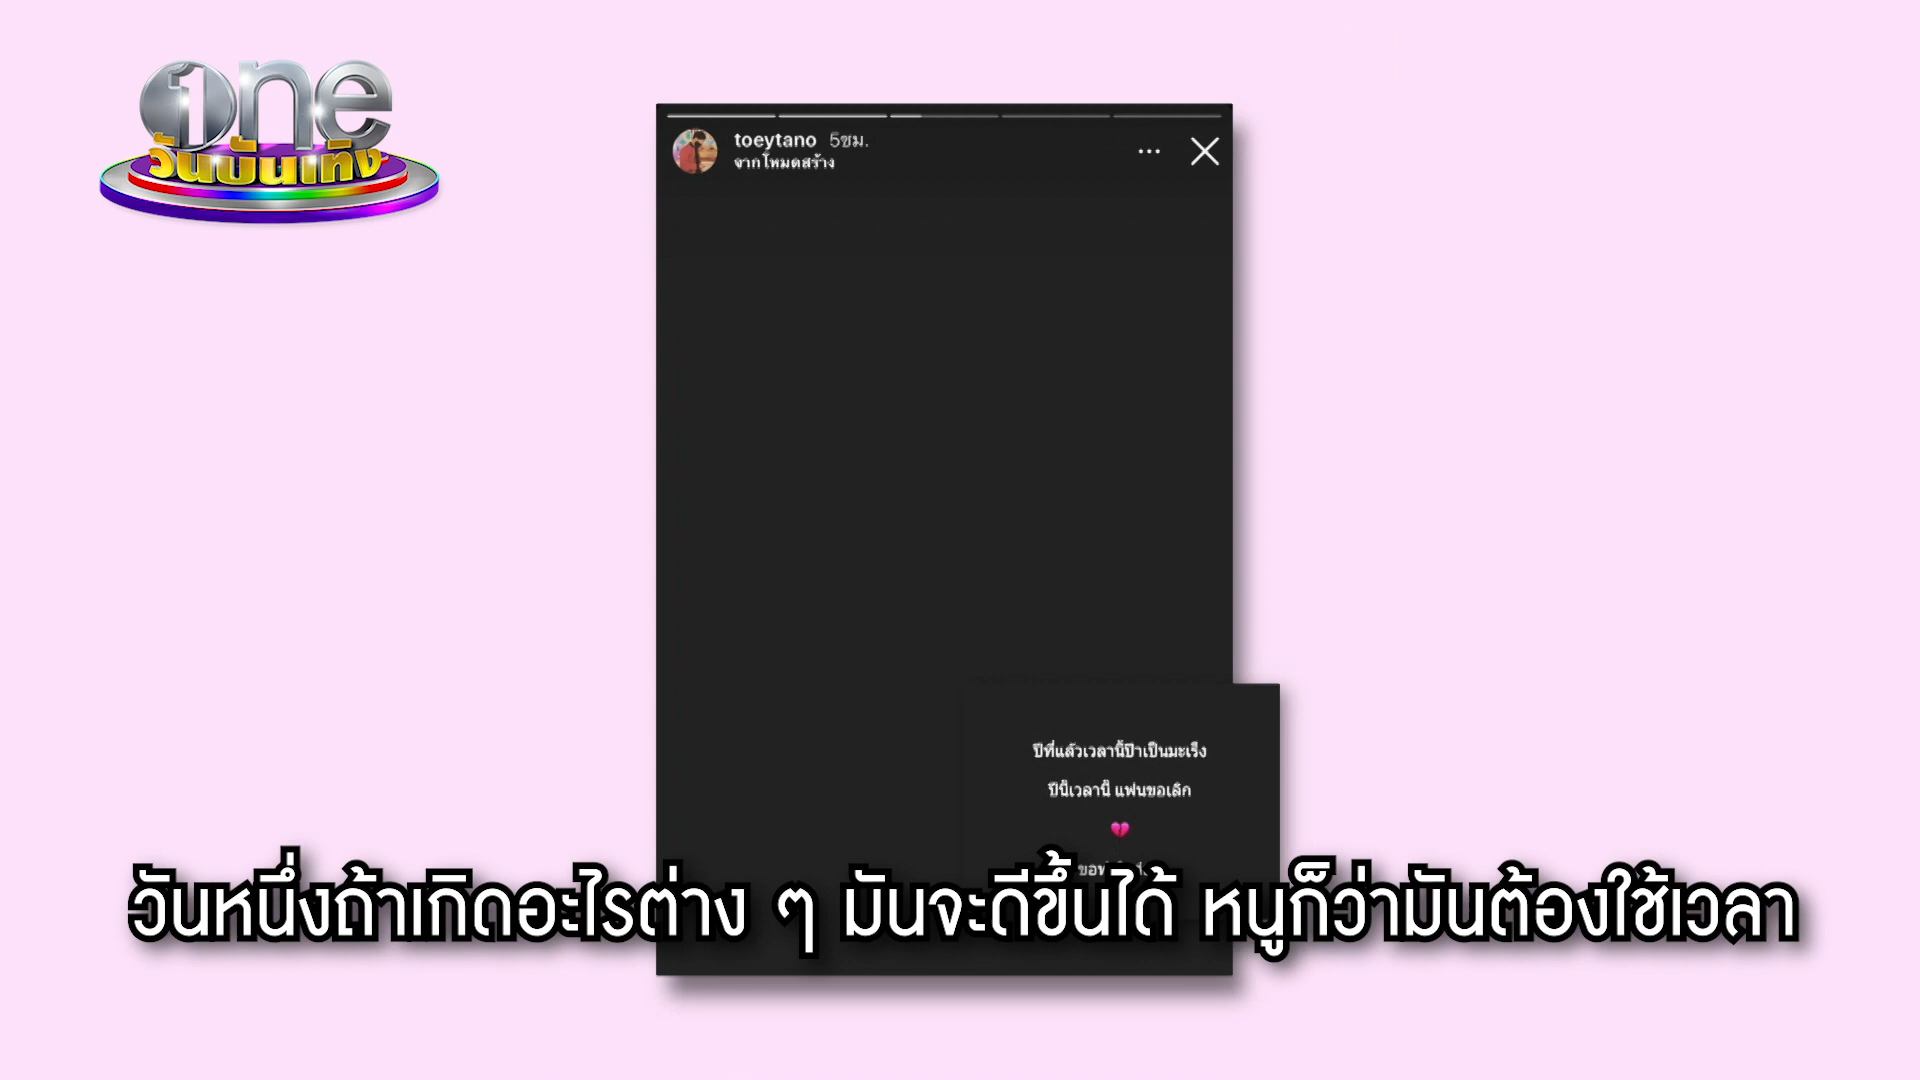 one
วันบันเทิง
toeytano 5ชม.
จากโหมดสร้าง
ปีที่แล้วเวลานี้ป๊าเป็นมะเร็ง
ปีนี้เวลานี้ แฟนขอเลิก
วันหนึ่งถ้าเกิดอะไรต่าง ๆ มันจะดีขึ้นได้ หนูก็ว่ามันต้องใช้เวลา